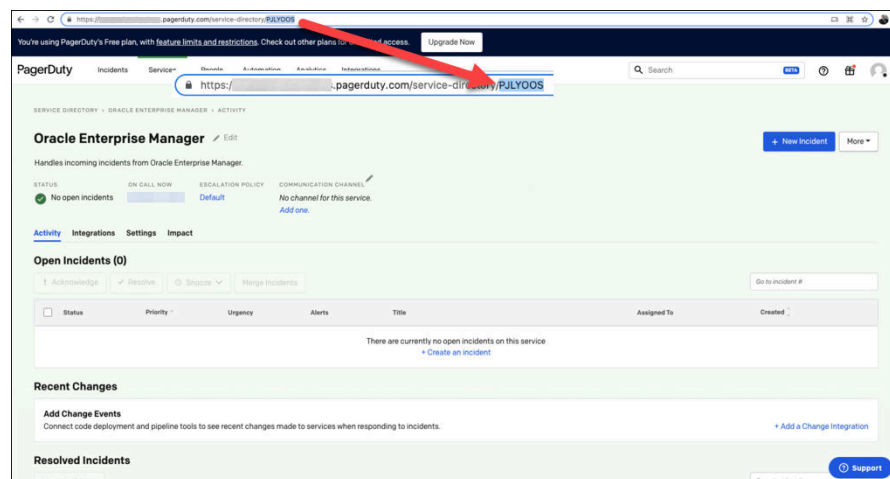 https:// .pagerduty.com/service-directory/PJLYOOS
You're using PagerDuty's Free plan, with feature limits and restrictions. Check out other plans for access.
Upgrade Now
PagerDuty Incidents Services People Automation Analytics Integrations
Search
BETA
https:/ .pagerduty.com/service-directory/PJLYOOS
SERVICE DIRECTORY › ORACLE ENTERPRISE MANAGER › ACTIVITY
Oracle Enterprise Manager Edit
+ New Incident
More
Handles incoming incidents from Oracle Enterprise Manager.
STATUS ON CALL NOW ESCALATION POLICY COMMUNICATION CHANNEL
No open incidents Default No channel for this service.
Add one.
Activity Integrations Settings Impact
Open Incidents (0)
Acknowledge Resolve Snooze Merge Incidents
Go to incident #
Status Priority Urgency Alerts Title Assigned To Created
There are currently no open incidents on this service
+ Create an incident
Recent Changes
Add Change Events
Connect code deployment and pipeline tools to see recent changes made to services when responding to incidents.
+ Add a Change Integration
Resolved Incidents
Support